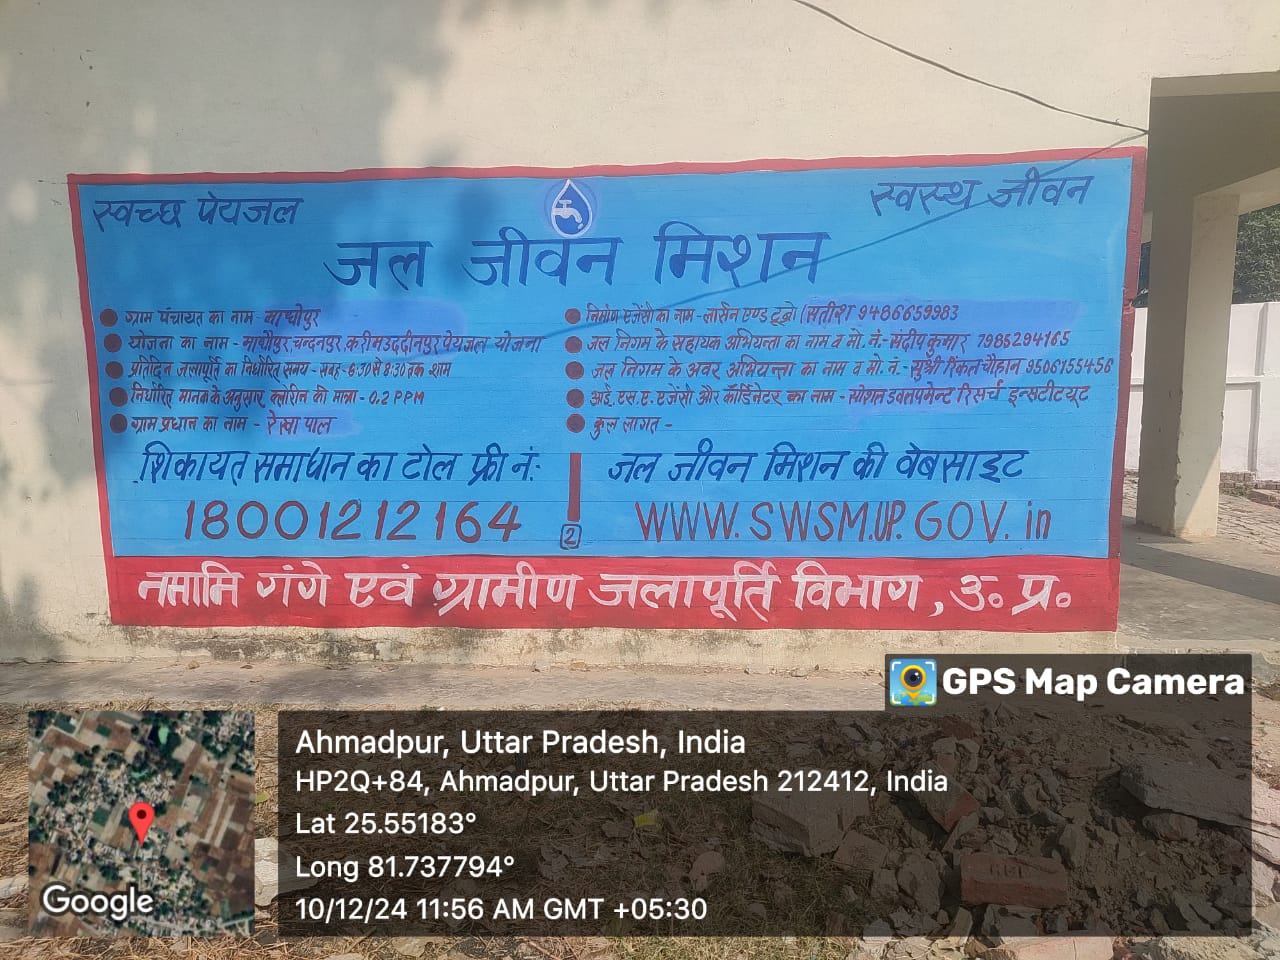 स्वच्छ पेयजल
स्वस्थ जीवन
जल जीवन मिशन
ग्राम पंचायत का नाम - माधोपुर
योजना का नाम - माधोपुर, चन्दनपुर, करीमउददीनपुर पेयजल योजना
प्रतिदिन जलापूर्ति का निर्धारित समय - सुबह - 6:30 से 8:30 तक शाम
निर्धारित मानक के अनुसार क्लोरिन की मात्रा - 0.2 PPM
ग्राम प्रधान का नाम - रेखा पाल
निर्माण एजेंसी का नाम - लार्सन एण्ड टूब्रो (सतीश 9486659983
जल निगम के सहायक अभियन्ता का नाम व मो. नं. - संदीप कुमार 7985294165
जल निगम के अवर अभियन्ता का नाम व मो. नं. - सुश्री रिंकल चौहान 9506155456
आई. एस. ए. एजेंसी और कॉर्डिनेटर का नाम - स्पेशल डवलपमेन्ट रिसर्च इन्सटीटयूट
कुल लागत -
शिकायत समाधान का टोल फ्री नं:
18001212164
2
जल जीवन मिशन की वेबसाइट
WWW.SWSM.UP.GOV.in
नमामि गंगे एवं ग्रामीण जलापूर्ति विभाग, उ० प्र०
GPS Map Camera
Ahmadpur, Uttar Pradesh, India
HP2Q+84, Ahmadpur, Uttar Pradesh 212412, India
Lat 25.55183°
Long 81.737794°
10/12/24 11:56 AM GMT +05:30
Google